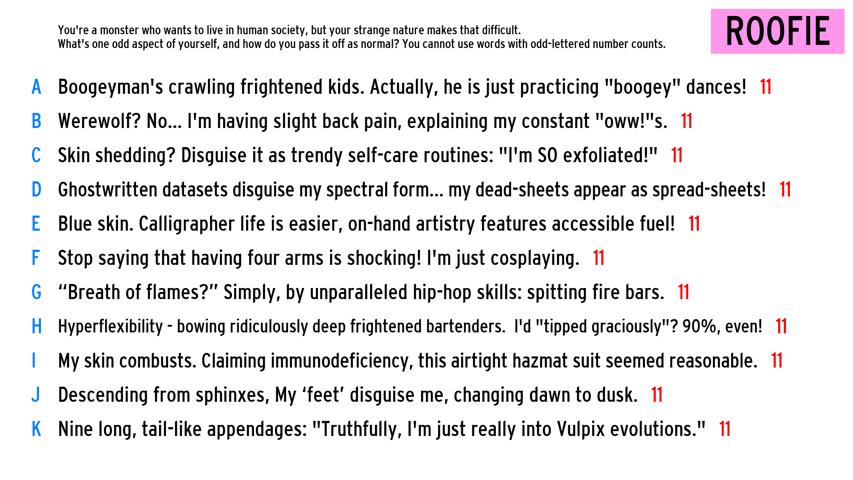 You're a monster who wants to live in human society, but your strange nature makes that difficult.
What's one odd aspect of yourself, and how do you pass it off as normal? You cannot use words with odd-lettered number counts.
ROOFIE
A Boogeyman's crawling frightened kids. Actually, he is just practicing "boogey" dances! 11
B Werewolf? No... I'm having slight back pain, explaining my constant "oww!"s. 11
C Skin shedding? Disguise it as trendy self-care routines: "I'm SO exfoliated!" 11
D Ghostwritten datasets disguise my spectral form... my dead-sheets appear as spread-sheets! 11
E Blue skin. Calligrapher life is easier, on-hand artistry features accessible fuel! 11
F Stop saying that having four arms is shocking! I'm just cosplaying. 11
G “Breath of flames?” Simply, by unparalleled hip-hop skills: spitting fire bars. 11
H Hyperflexibility - bowing ridiculously deep frightened bartenders. I'd "tipped graciously"? 90%, even! 11
I My skin combusts. Claiming immunodeficiency, this airtight hazmat suit seemed reasonable. 11
J Descending from sphinxes, My ‘feet’ disguise me, changing dawn to dusk. 11
K Nine long, tail-like appendages: "Truthfully, I'm just really into Vulpix evolutions." 11